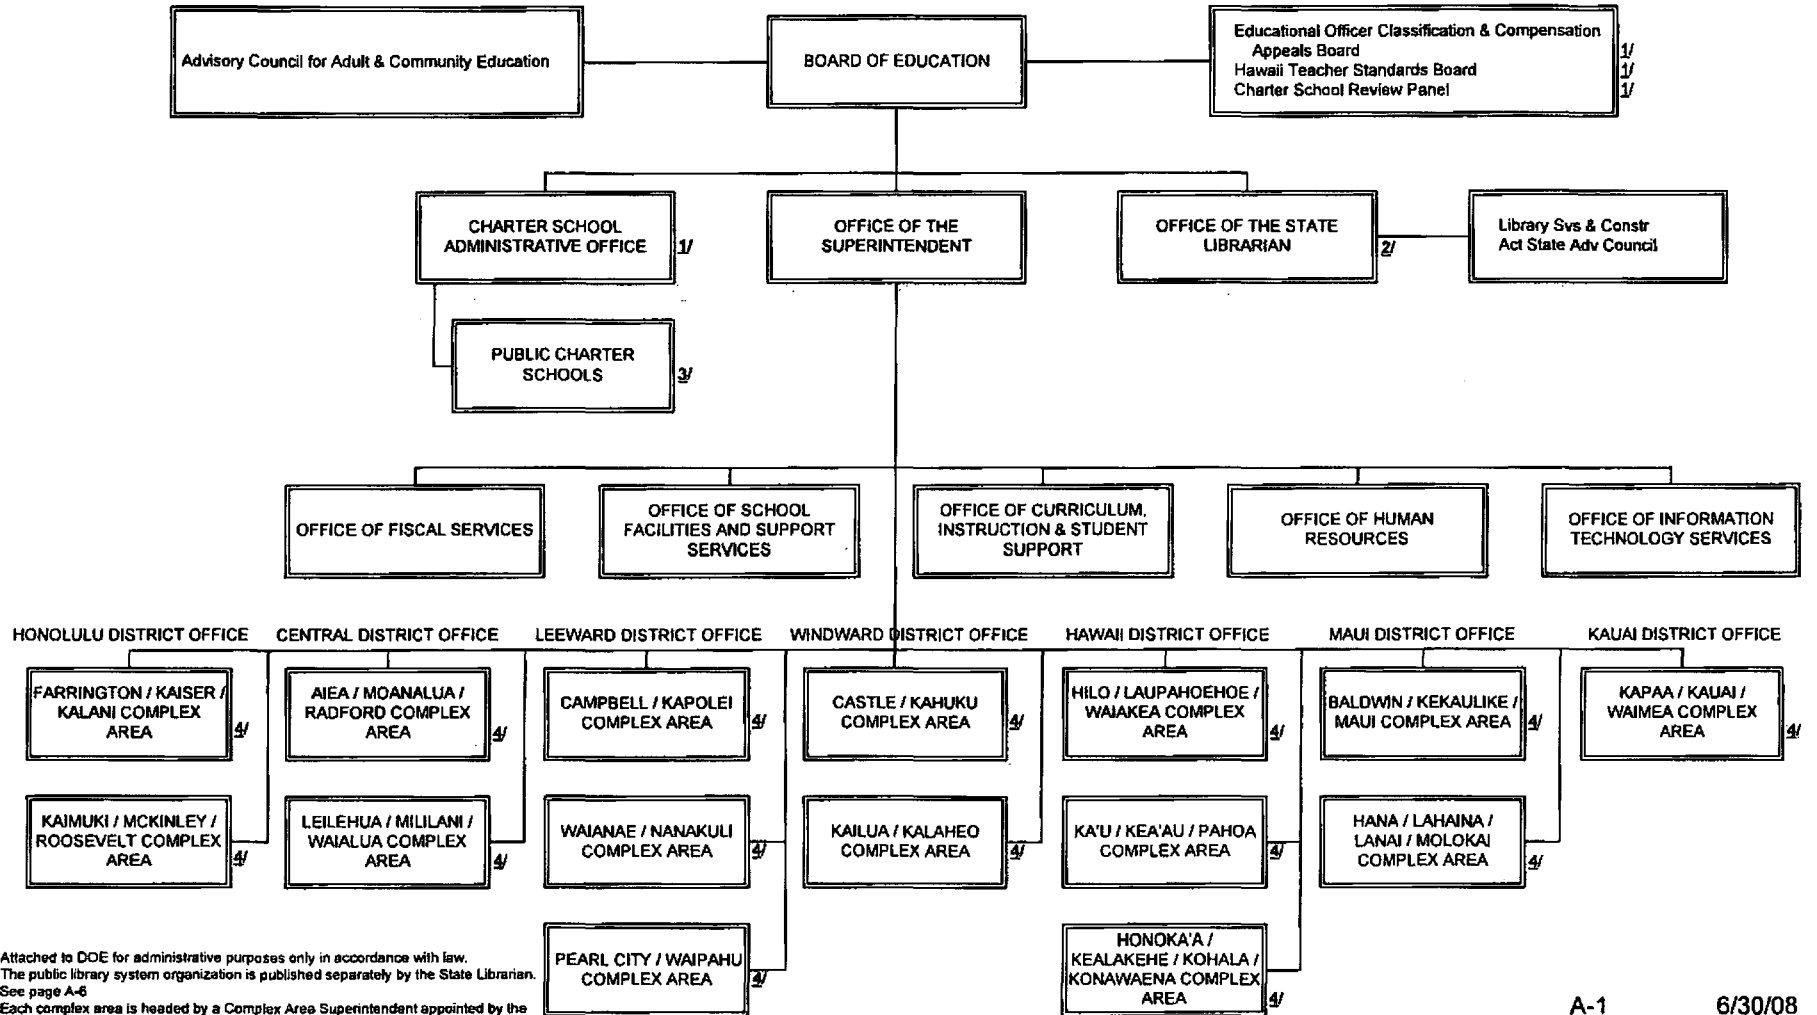 Advisory Council for Adult & Community Education
BOARD OF EDUCATION
Educational Officer Classification & Compensation
Appeals Board 1/
Hawaii Teacher Standards Board 1/
Charter School Review Panel 1/
CHARTER SCHOOL
ADMINISTRATIVE OFFICE 1/
OFFICE OF THE
SUPERINTENDENT
OFFICE OF THE STATE
LIBRARIAN 2/
Library Svs & Constr
Act State Adv Council
PUBLIC CHARTER
SCHOOLS 3/
OFFICE OF FISCAL SERVICES
OFFICE OF SCHOOL
FACILITIES AND SUPPORT
SERVICES
OFFICE OF CURRICULUM,
INSTRUCTION & STUDENT
SUPPORT
OFFICE OF HUMAN
RESOURCES
OFFICE OF INFORMATION
TECHNOLOGY SERVICES
HONOLULU DISTRICT OFFICE
CENTRAL DISTRICT OFFICE
LEEWARD DISTRICT OFFICE
WINDWARD DISTRICT OFFICE
HAWAII DISTRICT OFFICE
MAUI DISTRICT OFFICE
KAUAI DISTRICT OFFICE
FARRINGTON / KAISER /
KALANI COMPLEX
AREA 4/
AIEA / MOANALUA /
RADFORD COMPLEX
AREA 4/
CAMPBELL / KAPOLEI
COMPLEX AREA 4/
CASTLE / KAHUKU
COMPLEX AREA 4/
HILO / LAUPAHOEHOE /
WAIAKEA COMPLEX
AREA 4/
BALDWIN / KEKAULIKE /
MAUI COMPLEX AREA 4/
KAPAA / KAUAI /
WAIMEA COMPLEX
AREA 4/
KAIMUKI / MCKINLEY /
ROOSEVELT COMPLEX
AREA 4/
LEILEHUA / MILILANI /
WAIALUA COMPLEX
AREA 4/
WAIANAE / NANAKULI
COMPLEX AREA 4/
KAILUA / KALAHEO
COMPLEX AREA 4/
KA'U / KEA'AU / PAHOA
COMPLEX AREA 4/
HANA / LAHAINA /
LANAI / MOLOKAI
COMPLEX AREA 4/
PEARL CITY / WAIPAHU
COMPLEX AREA 4/
HONOKA'A /
KEALAKEHE / KOHALA /
KONAWAENA COMPLEX
AREA 4/
Attached to DOE for administrative purposes only in accordance with law.
The public library system organization is published separately by the State Librarian.
See page A-6
Each complex area is headed by a Complex Area Superintendent appointed by the
A-1 6/30/08